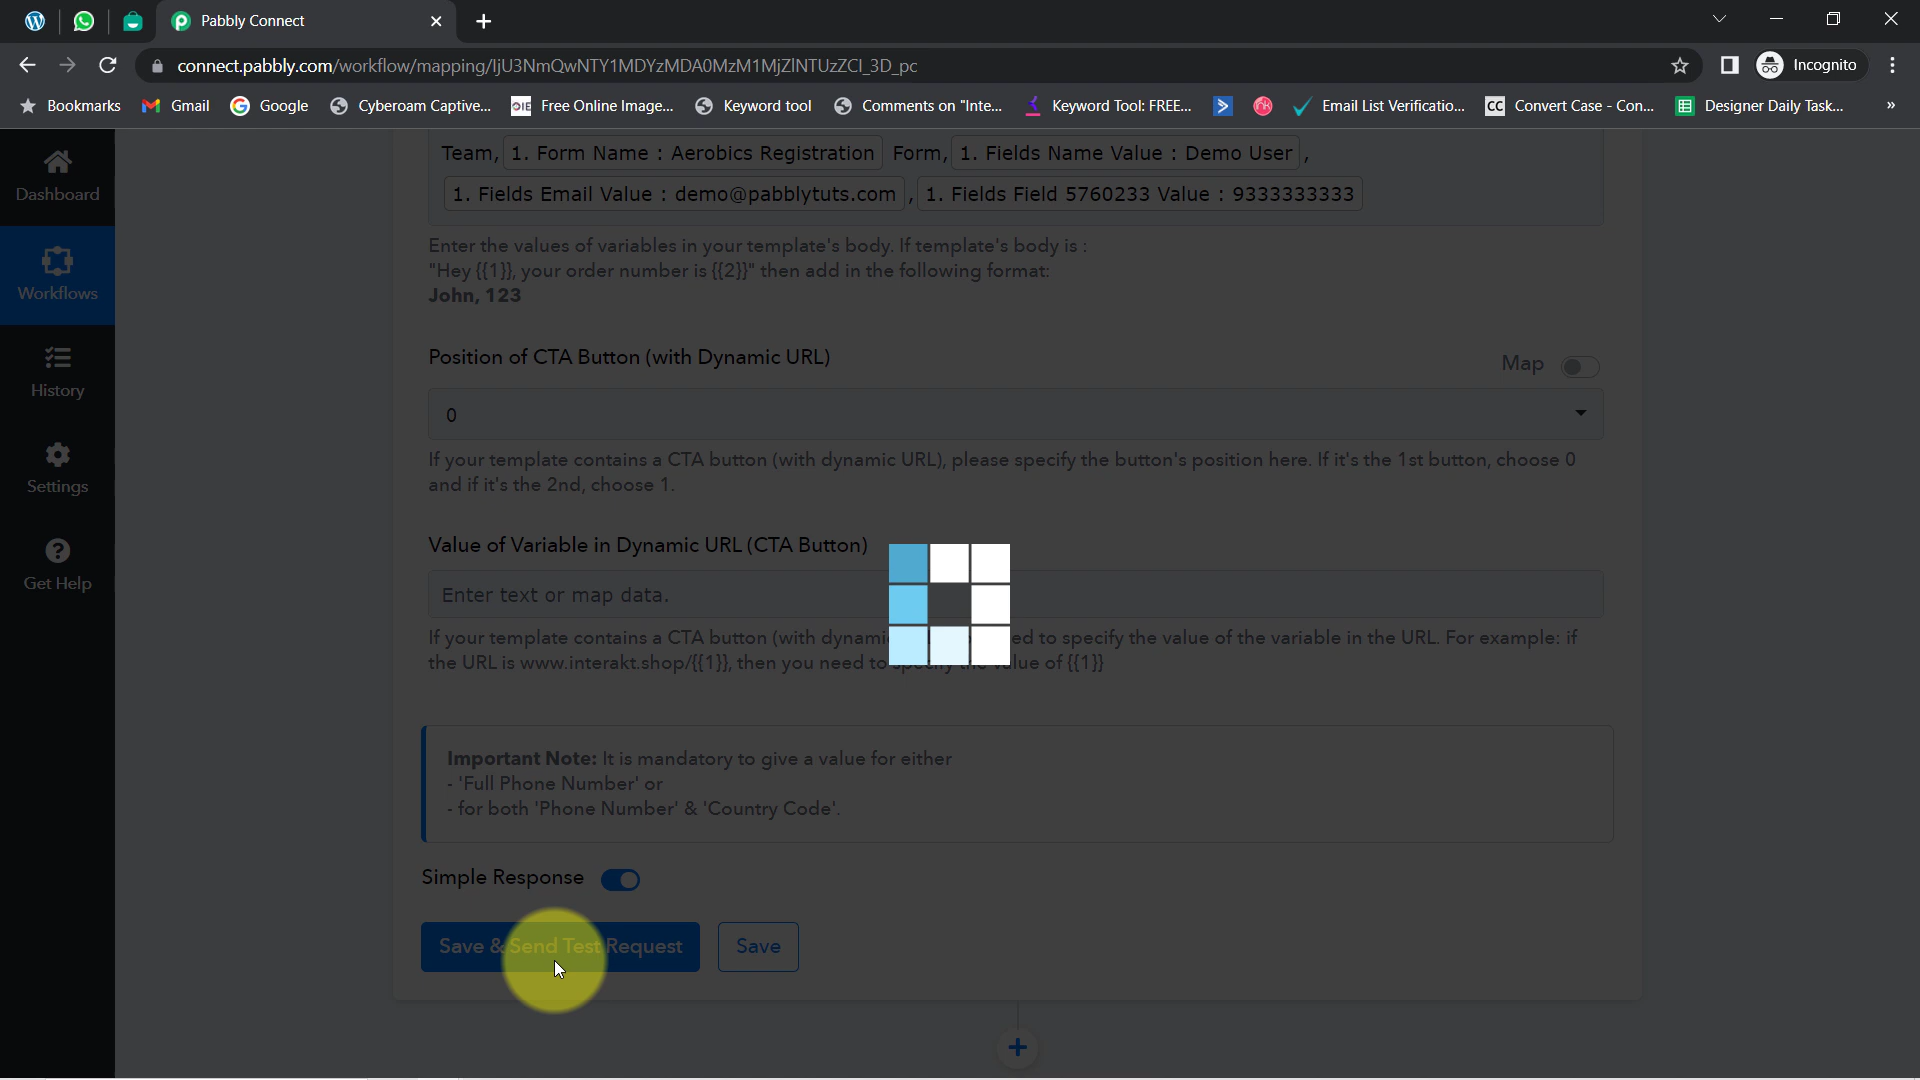 Pabbly Connect
connect.pabbly.com/workflow/mapping/IjU3NmQwNTY1MDYzMDA0MzM1MjZlNTUzZCI_3D_pc
Incognito
Bookmarks Gmail Google Cyberoam Captive... Free Online Image... Keyword tool Comments on "Inte... Keyword Tool: FREE... Email List Verificatio... CC Convert Case - Con... Designer Daily Task... »
Dashboard
Workflows
History
Settings
Get Help
Team, 1. Form Name : Aerobics Registration Form, 1. Fields Name Value : Demo User ,
1. Fields Email Value : demo@pabblytuts.com , 1. Fields Field 5760233 Value : 9333333333
Enter the values of variables in your template's body. If template's body is :
"Hey {{1}}, your order number is {{2}}" then add in the following format:
John, 123
Position of CTA Button (with Dynamic URL)
Map
0
If your template contains a CTA button (with dynamic URL), please specify the button's position here. If it's the 1st button, choose 0
and if it's the 2nd, choose 1.
Value of Variable in Dynamic URL (CTA Button)
Enter text or map data.
If your template contains a CTA button (with dynami ed to specify the value of the variable in the URL. For example: if
the URL is www.interakt.shop/{{1}}, then you need to specify the value of {{1}}
Important Note: It is mandatory to give a value for either
- 'Full Phone Number' or
- for both 'Phone Number' & 'Country Code'.
Simple Response
Save & Send Test Request Save